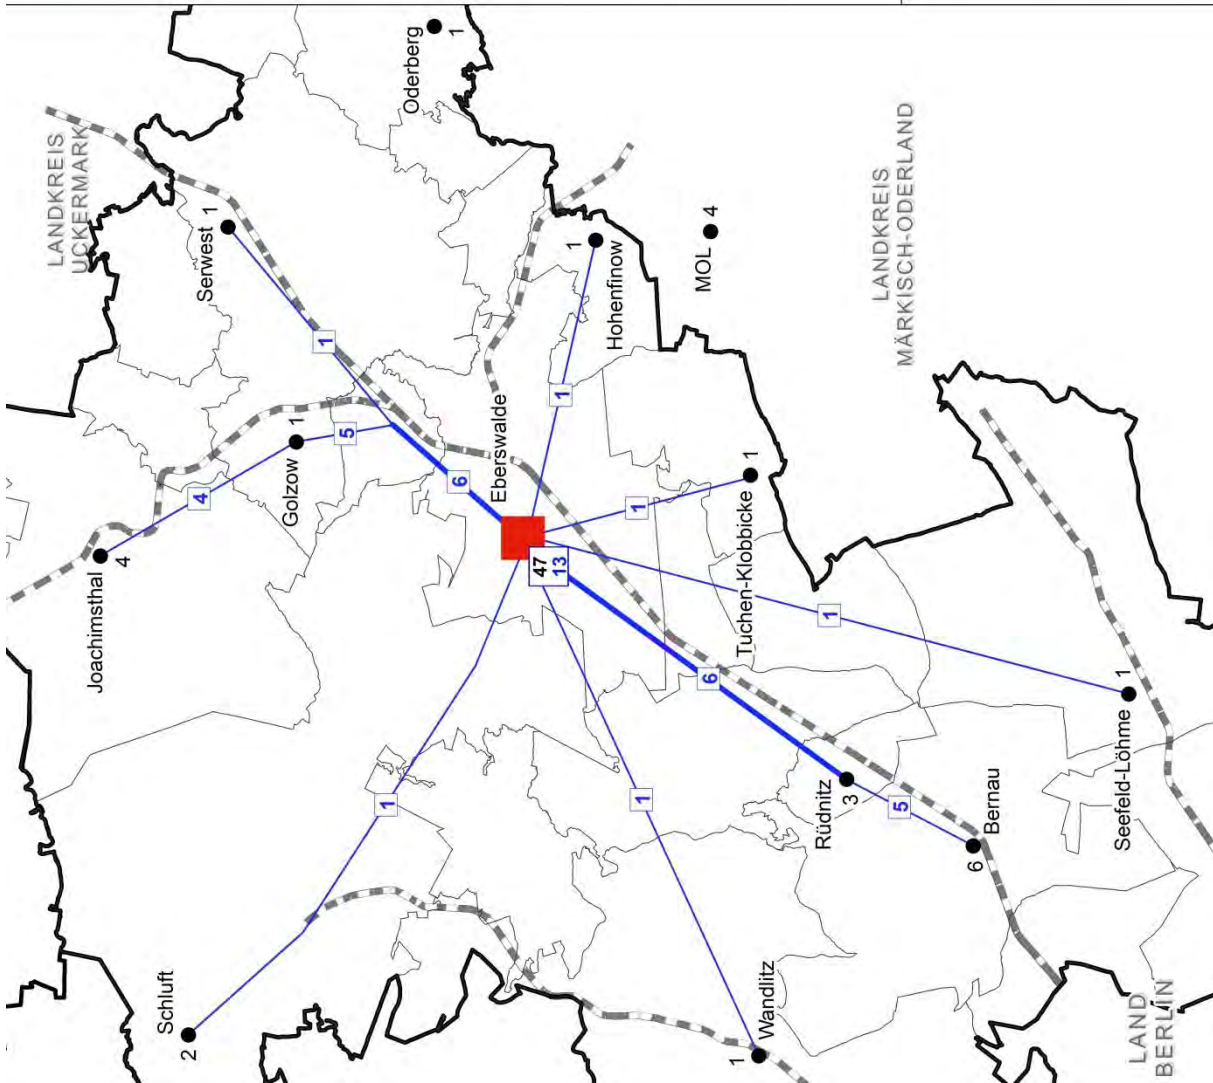 LANDKREIS
UCKERMARK
Oderberg
1
Serwest 1
1
Joachimsthal
4
4
Golzow 1
5
6
Eberswalde
47
13
Hohenfinow
1
1
MOL 4
LANDKREIS
MÄRKISCH-ODERLAND
Tuchen-Klobbicke
1
1
Schluft
2
1
Wandlitz
1
1
6
Rüdnitz
3
5
Bernau
6
Seefeld-Löhme 1
1
LAND
BERLIN